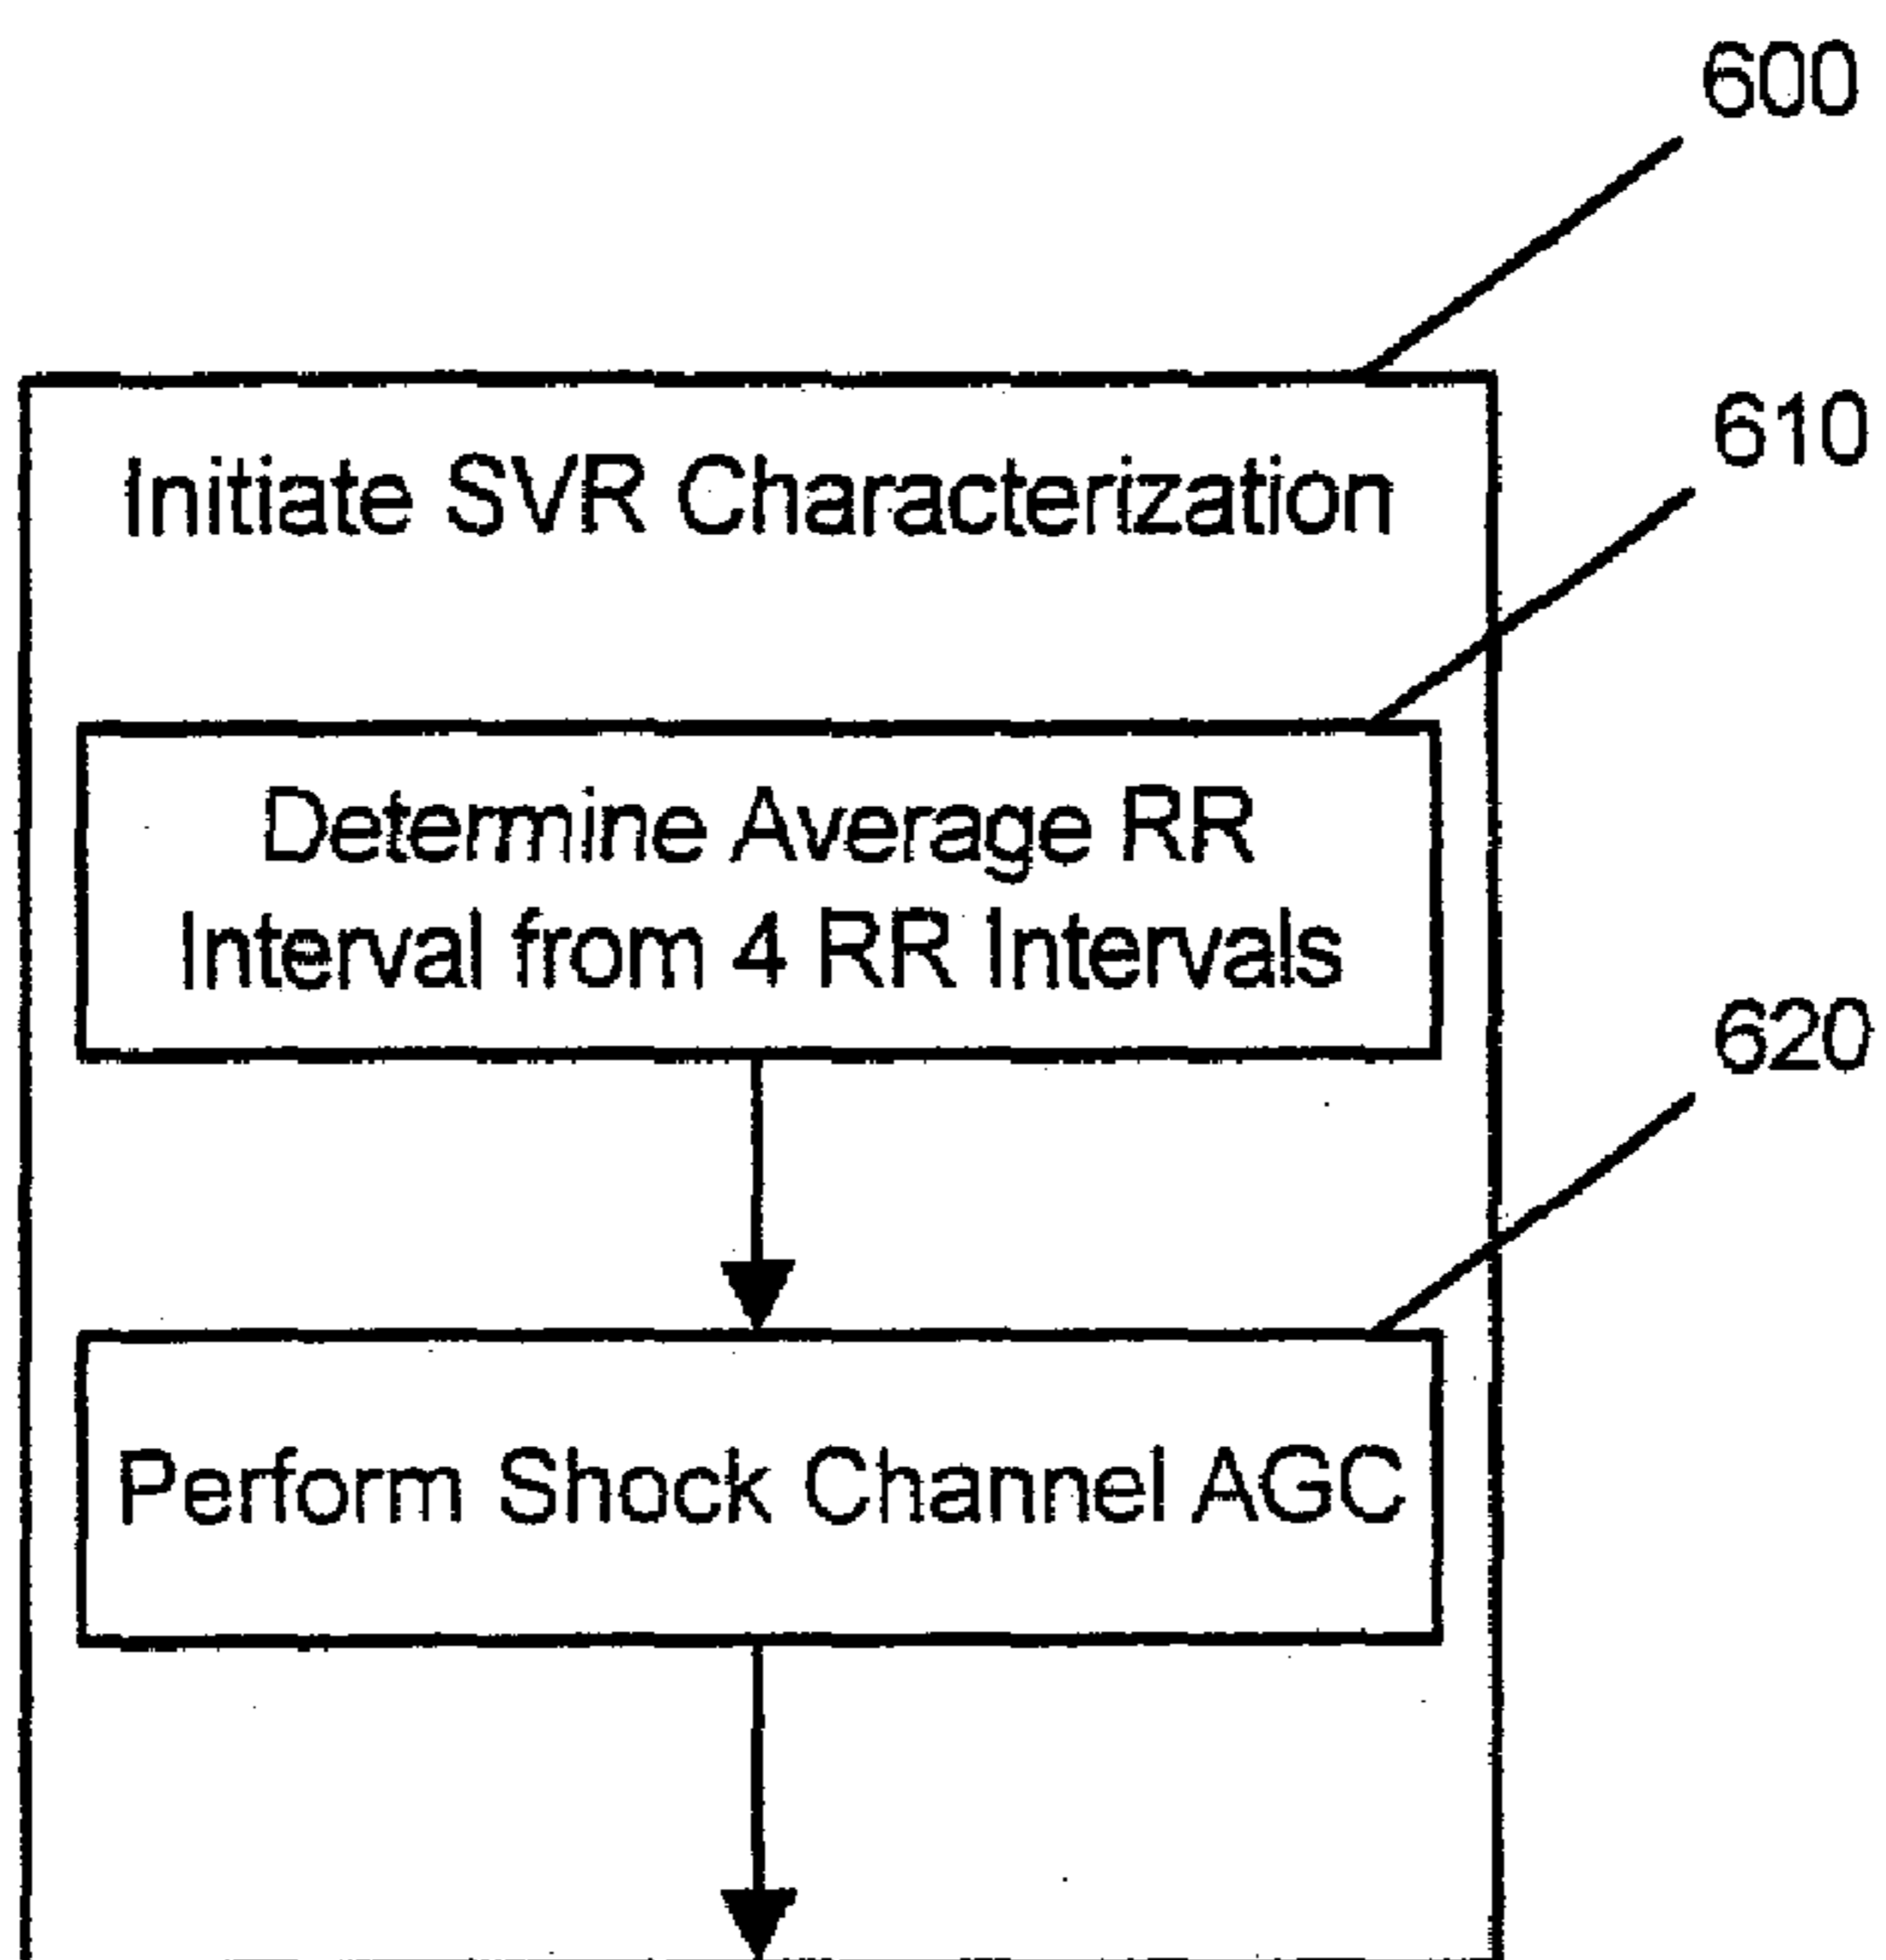 600
Initiate SVR Characterization
610
Determine Average RR
Interval from 4 RR Intervals
620
Perform Shock Channel AGC